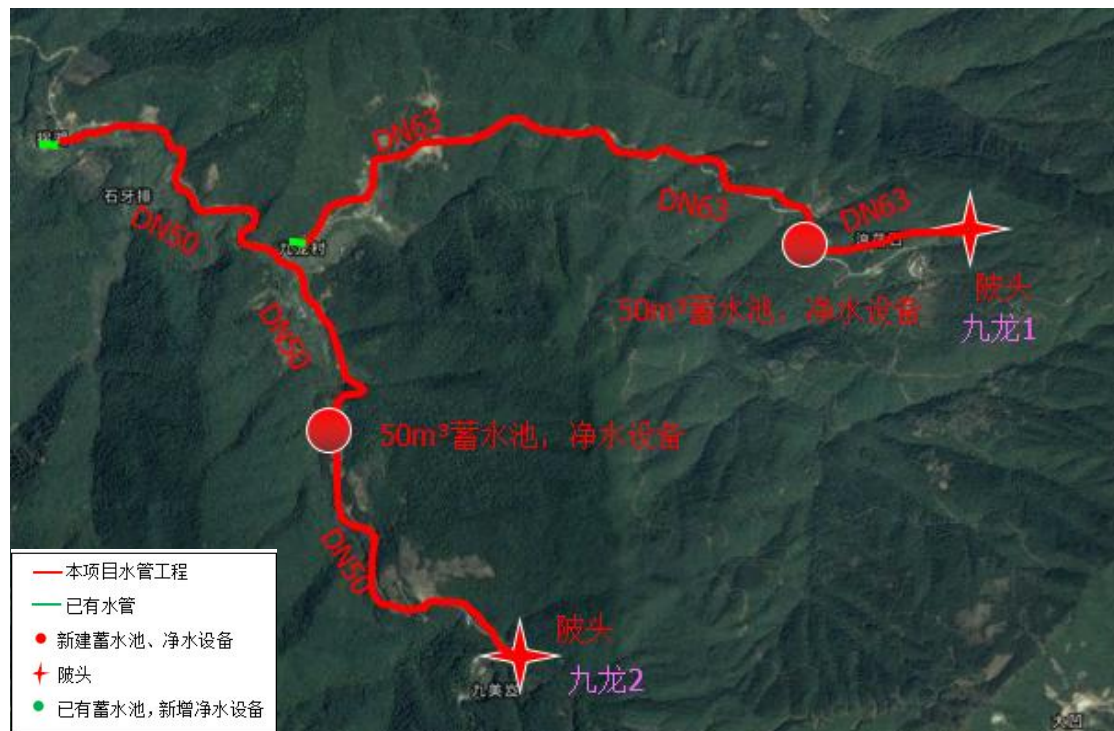 DN63
石牙排
DN50
九龙村
DN63
DN63
陂头
50m³蓄水池，净水设备
九龙1
DN50
50m³蓄水池，净水设备
DN50
陂头
九龙2
大凹
本项目水管工程
已有水管
新建蓄水池、净水设备
陂头
已有蓄水池，新增净水设备